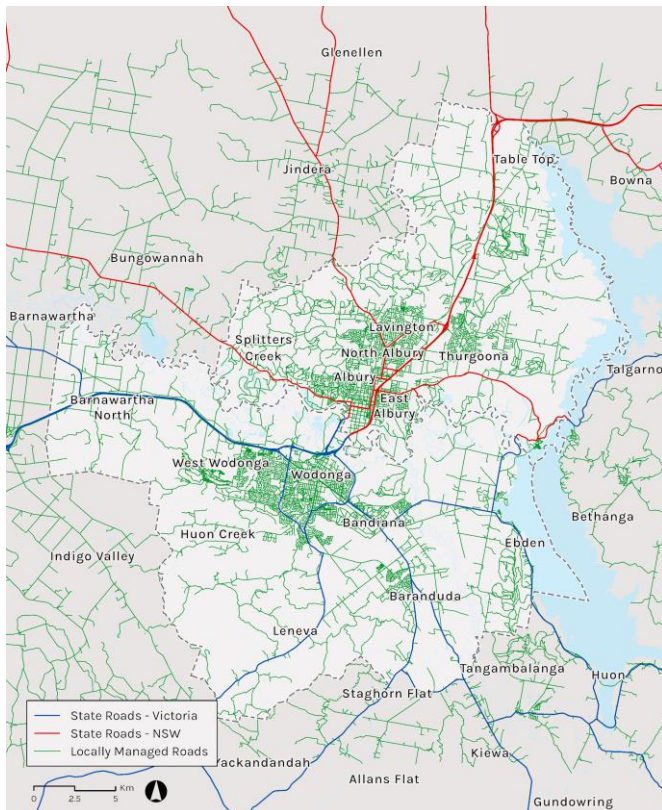 Glenellen
Table Top
Jindera
Bowna
Bungowannah
Barnawartha
Lavington
Splitters
Creek
North Albury
Thurgoona
Albury
Talgarno
Barnawartha
North
East
Albury
West Wodonga
Wodonga
Bandiana
Bethanga
Huon Creek
Ebden
Indigo Valley
Baranduda
Leneva
Tangambalanga
Huon
Staghorn Flat
State Roads - Victoria
State Roads - NSW
Locally Managed Roads
Kiewa
Yackandandah
Allans Flat
Km
0 2.5 5
Gundowring